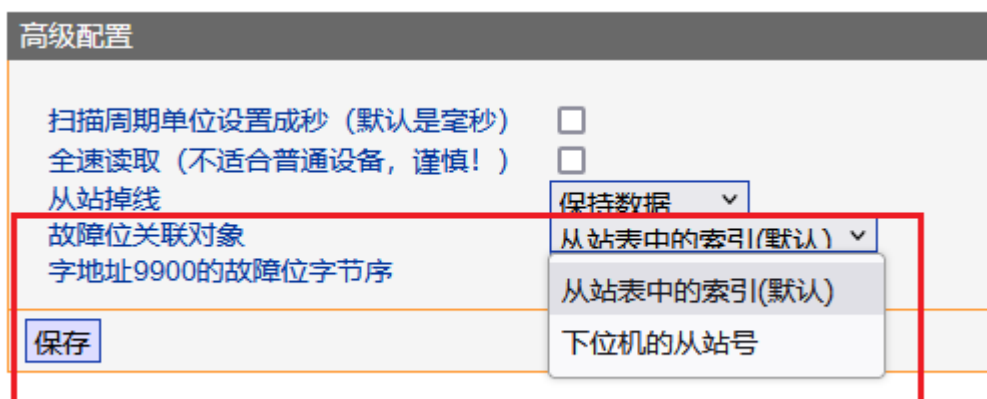 高级配置
扫描周期单位设置成秒（默认是毫秒）
全速读取（不适合普通设备，谨慎！）
从站掉线 保持数据
故障位关联对象 从站表中的索引(默认)
字地址9900的故障位字节序
从站表中的索引(默认)
下位机的从站号
保存